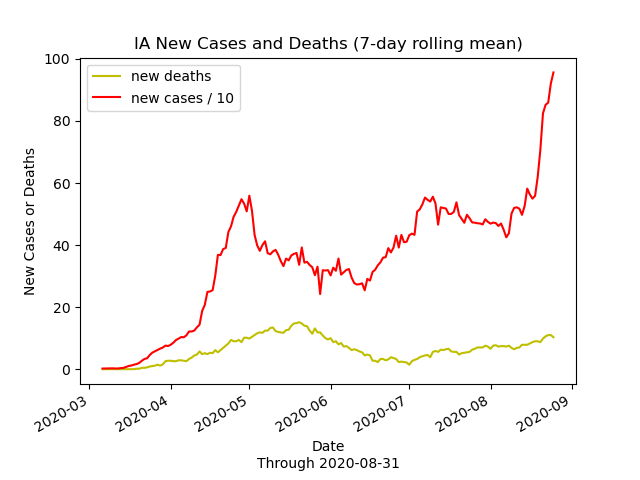 IA New Cases and Deaths (7-day rolling mean)
new deaths
new cases / 10
New Cases or Deaths
100
80
60
40
20
0
2020-03
2020-04
2020-05
2020-06
2020-07
2020-08
2020-09
Date
Through 2020-08-31